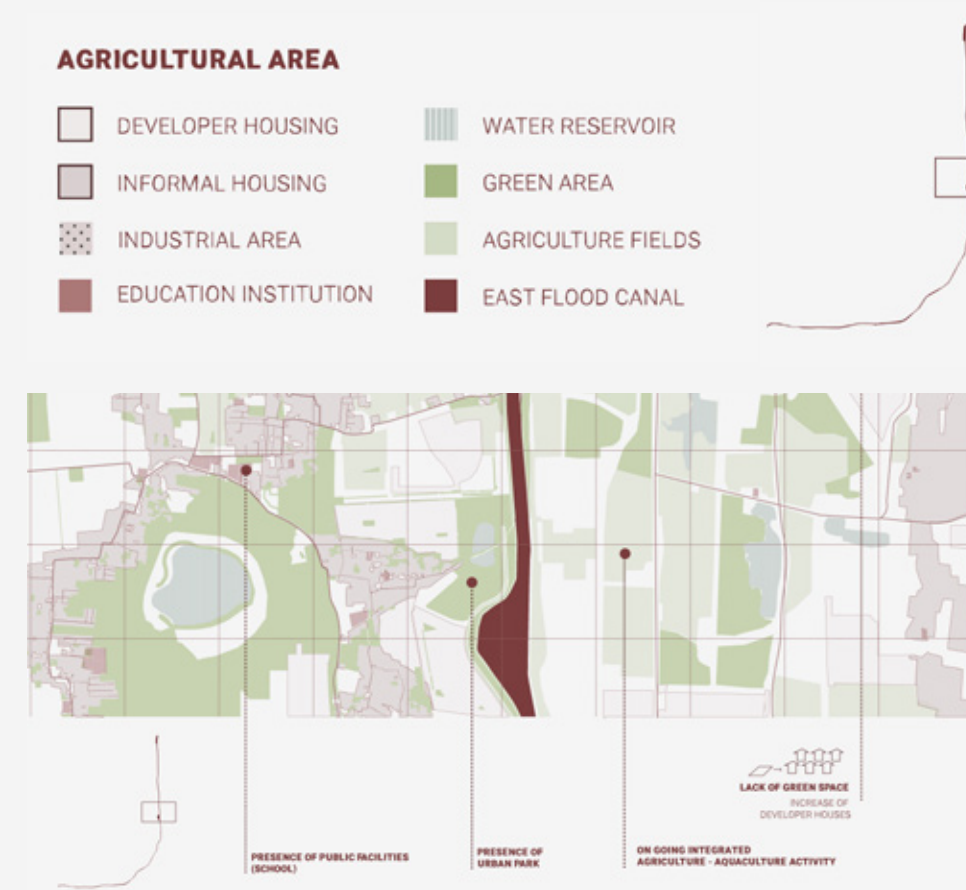 AGRICULTURAL AREA
DEVELOPER HOUSING
INFORMAL HOUSING
INDUSTRIAL AREA
EDUCATION INSTITUTION
WATER RESERVOIR
GREEN AREA
AGRICULTURE FIELDS
EAST FLOOD CANAL
PRESENCE OF PUBLIC FACILITIES
(SCHOOL)
PRESENCE OF
URBAN PARK
ON GOING INTEGRATED
AGRICULTURE - AQUACULTURE ACTIVITY
LACK OF GREEN SPACE
INCREASE OF
DEVELOPER HOUSES